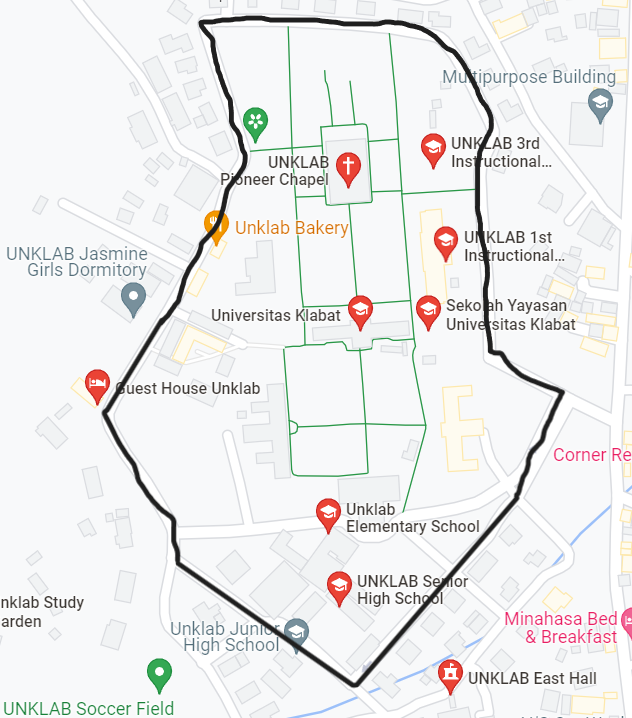 Multipurpose Building
UNKLAB 3rd
Instructional...
UNKLAB
Pioneer Chapel
Unklab Bakery
UNKLAB 1st
Instructional...
UNKLAB Jasmine
Girls Dormitory
Universitas Klabat
Sekolah Yayasan
Universitas Klabat
Guest House Unklab
Corner Re
Unklab
Elementary School
UNKLAB Senior
High School
nklab Study
arden
Unklab Junior
High School
Minahasa Bed
& Breakfast
UNKLAB East Hall
UNKLAB Soccer Field